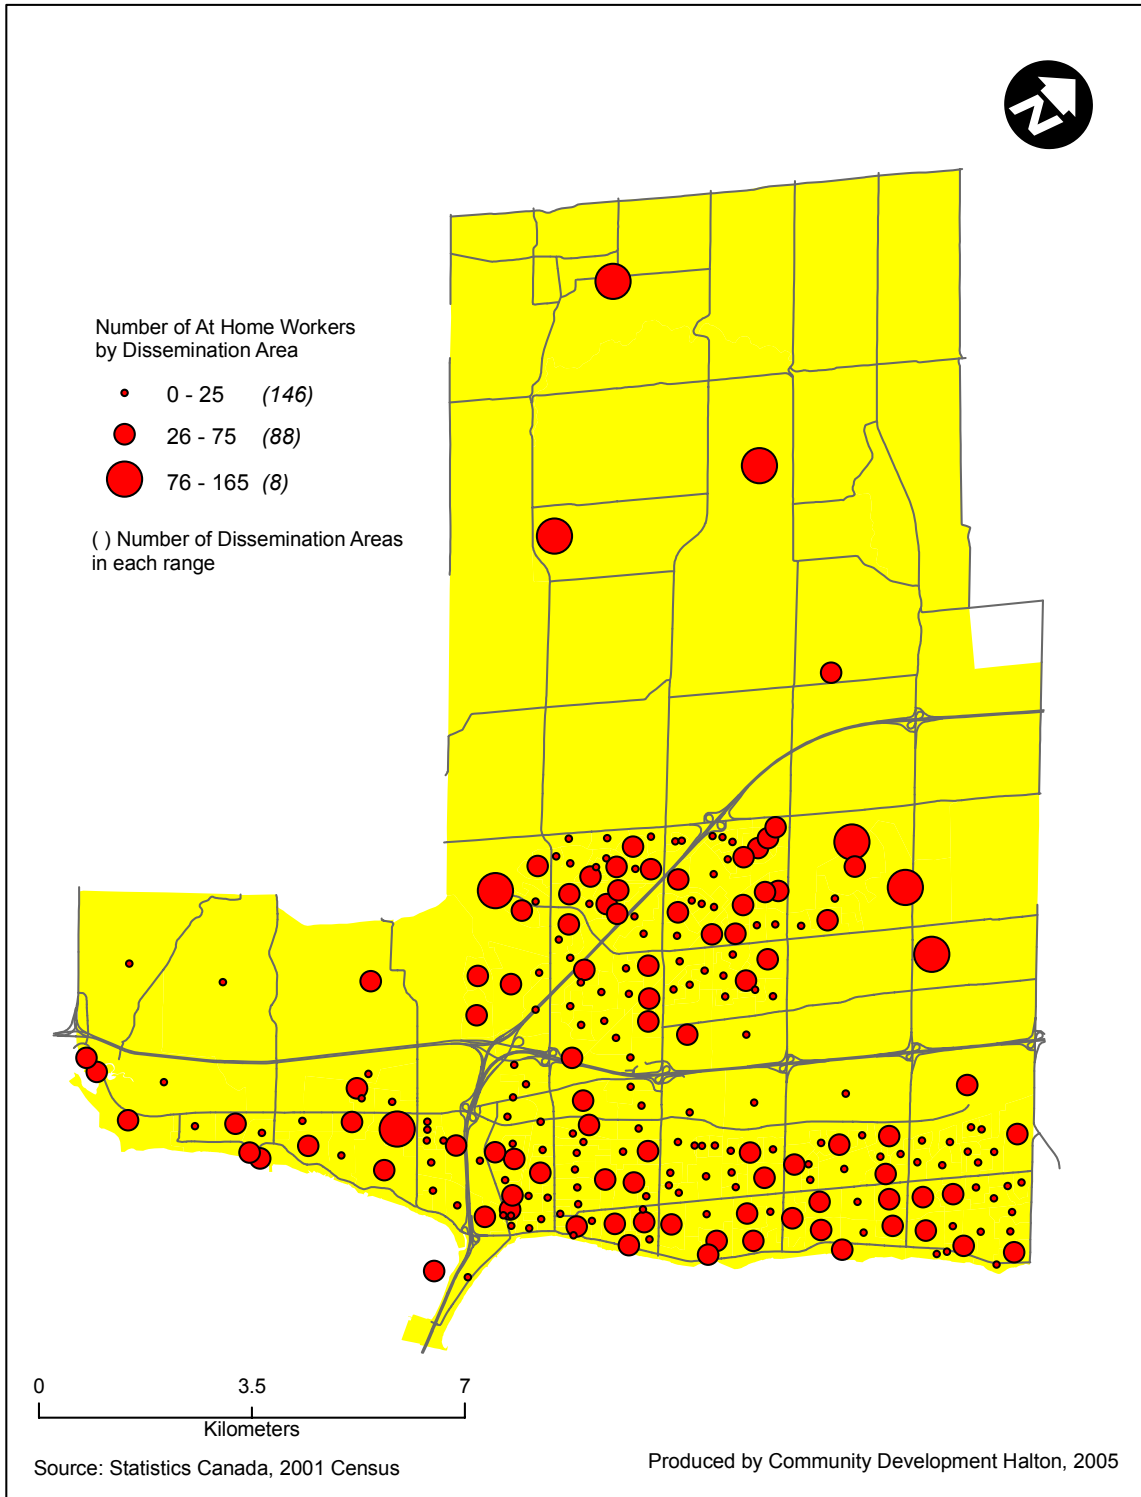 N
Number of At Home Workers
by Dissemination Area
0 - 25 (146)
26 - 75 (88)
76 - 165 (8)
( ) Number of Dissemination Areas
in each range
0 3.5 7
Kilometers
Source: Statistics Canada, 2001 Census
Produced by Community Development Halton, 2005